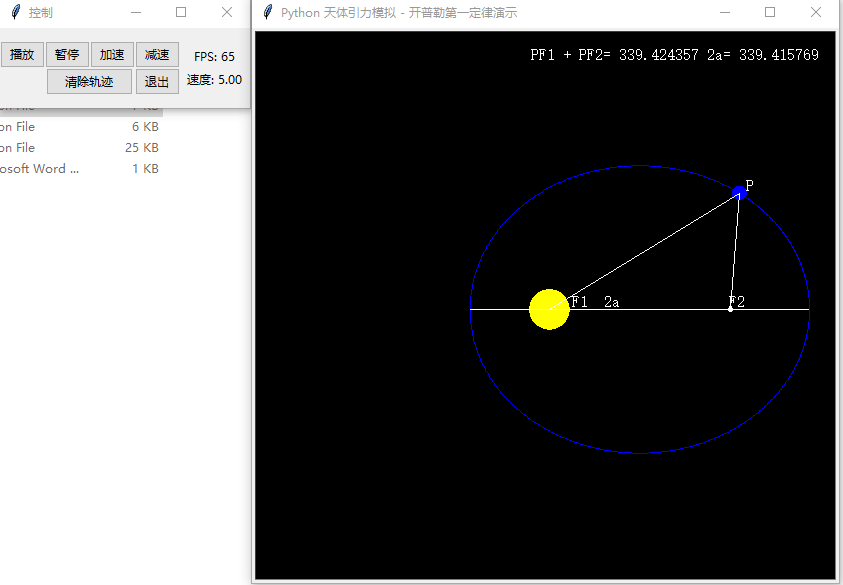 控制
播放 暂停 加速 减速 FPS: 65
清除轨迹 退出 速度: 5.00
on File 6 KB
on File 25 KB
osoft Word ... 1 KB
Python 天体引力模拟 - 开普勒第一定律演示
PF1 + PF2= 339.424357 2a= 339.415769
P
F1 2a F2